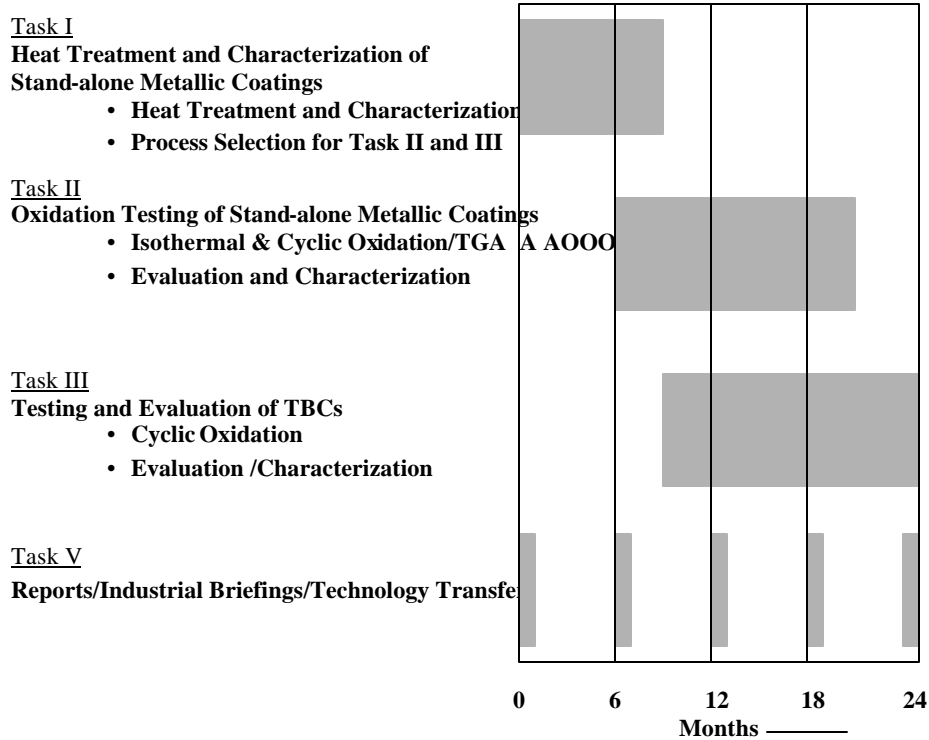 Task I
Heat Treatment and Characterization of
Stand-alone Metallic Coatings
• Heat Treatment and Characterization
• Process Selection for Task II and III
Task II
Oxidation Testing of Stand-alone Metallic Coatings
• Isothermal & Cyclic Oxidation/TGA A AOOO
• Evaluation and Characterization
Task III
Testing and Evaluation of TBCs
• Cyclic Oxidation
• Evaluation /Characterization
Task V
Reports/Industrial Briefings/Technology Transfe
0 6 12 18 24
Months